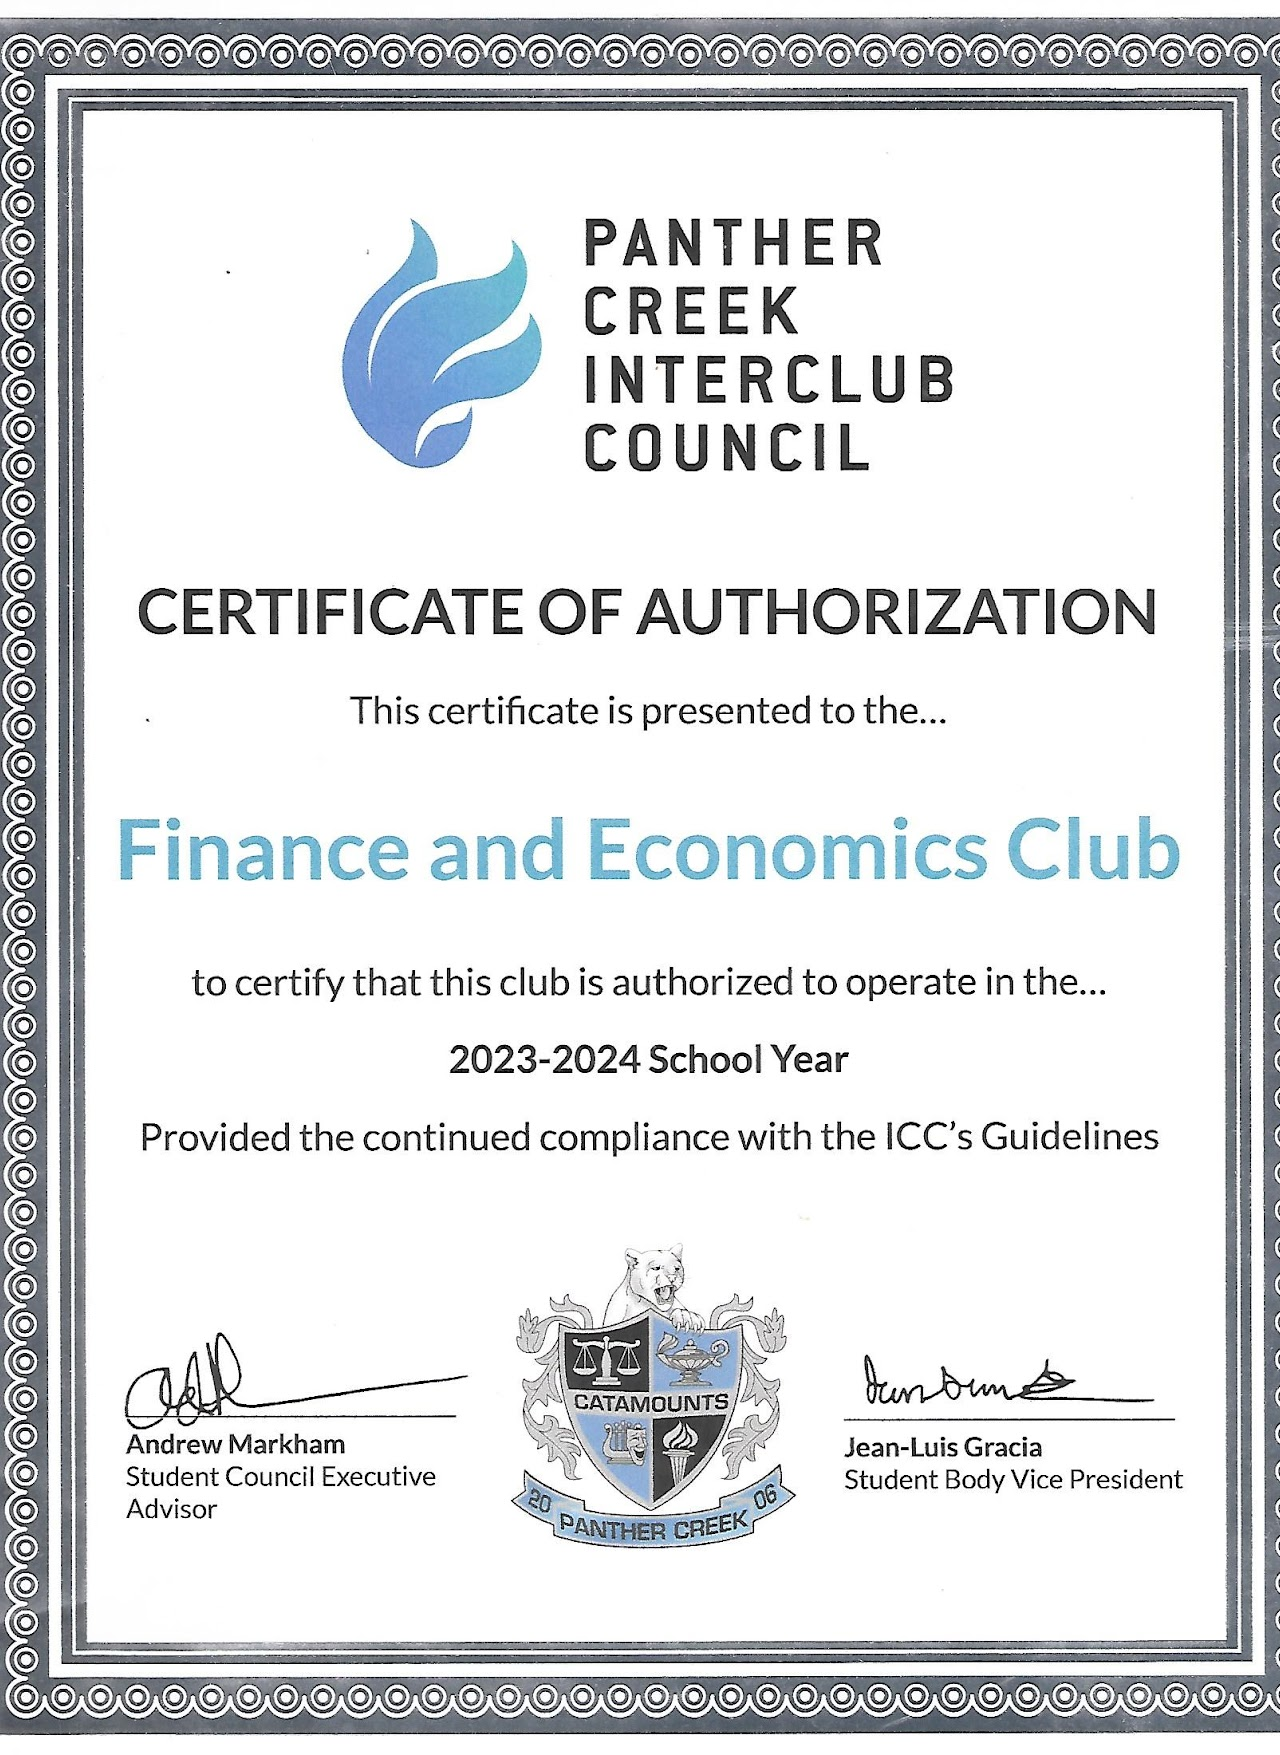 PANTHER
CREEK
INTERCLUB
COUNCIL
CERTIFICATE OF AUTHORIZATION
This certificate is presented to the...
Finance and Economics Club
to certify that this club is authorized to operate in the...
2023-2024 School Year
Provided the continued compliance with the ICC’s Guidelines
Andrew Markham
Student Council Executive
Advisor
CATAMOUNTS
20 PANTHER CREEK 06
Jean-Luis Gracia
Student Body Vice President